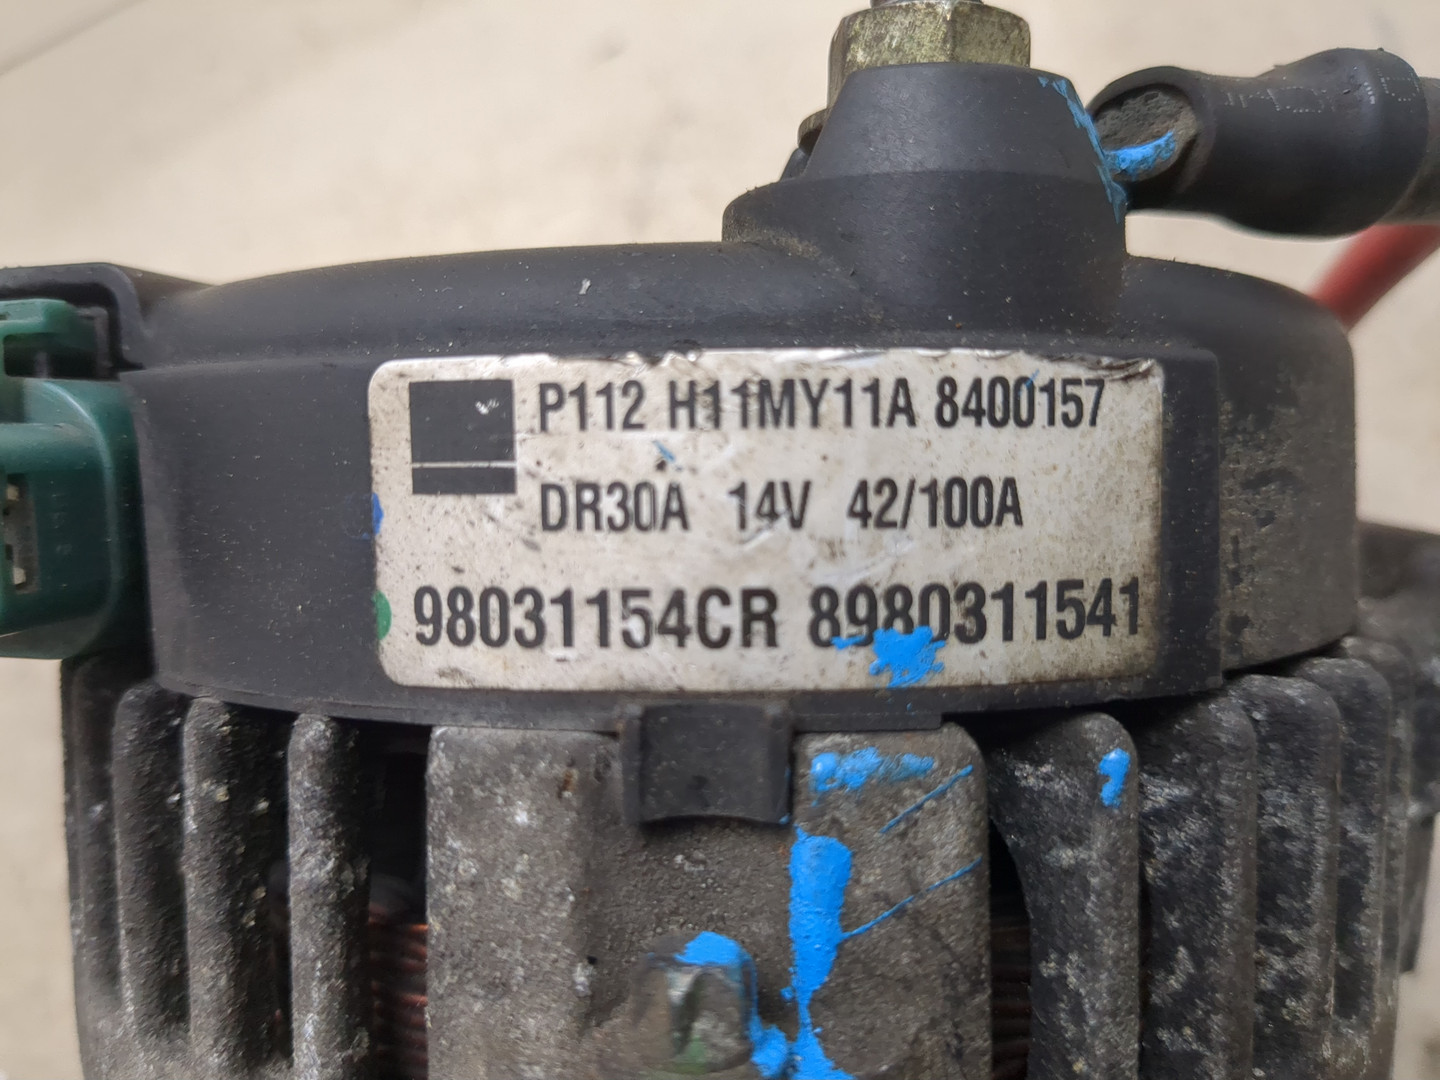 P112 H11MY11A 8400157
DR30A 14V 42/100A
98031154CR 8980311541